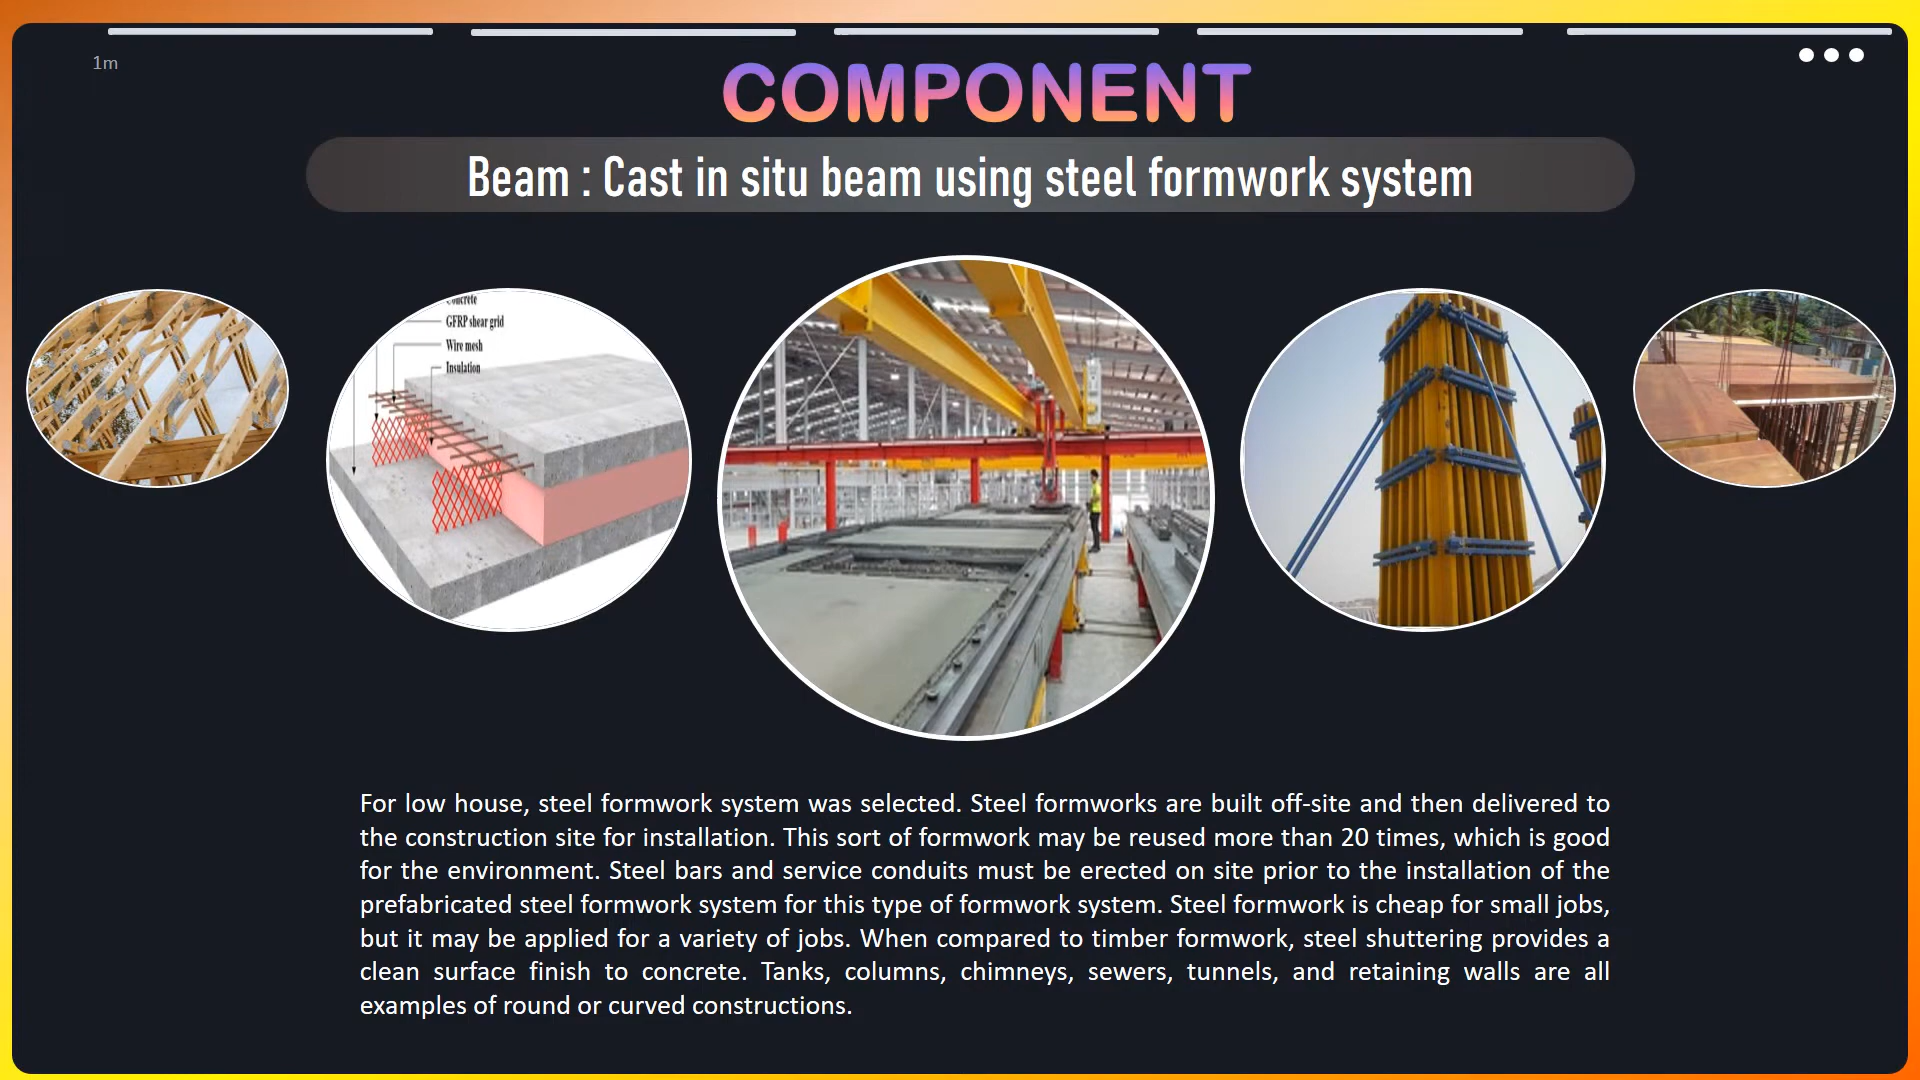 1m
COMPONENT
Beam : Cast in situ beam using steel formwork system
Concrete
GFRP shear grid
Wire mesh
Insulation
For low house, steel formwork system was selected. Steel formworks are built off-site and then delivered to
the construction site for installation. This sort of formwork may be reused more than 20 times, which is good
for the environment. Steel bars and service conduits must be erected on site prior to the installation of the
prefabricated steel formwork system for this type of formwork system. Steel formwork is cheap for small jobs,
but it may be applied for a variety of jobs. When compared to timber formwork, steel shuttering provides a
clean surface finish to concrete. Tanks, columns, chimneys, sewers, tunnels, and retaining walls are all
examples of round or curved constructions.